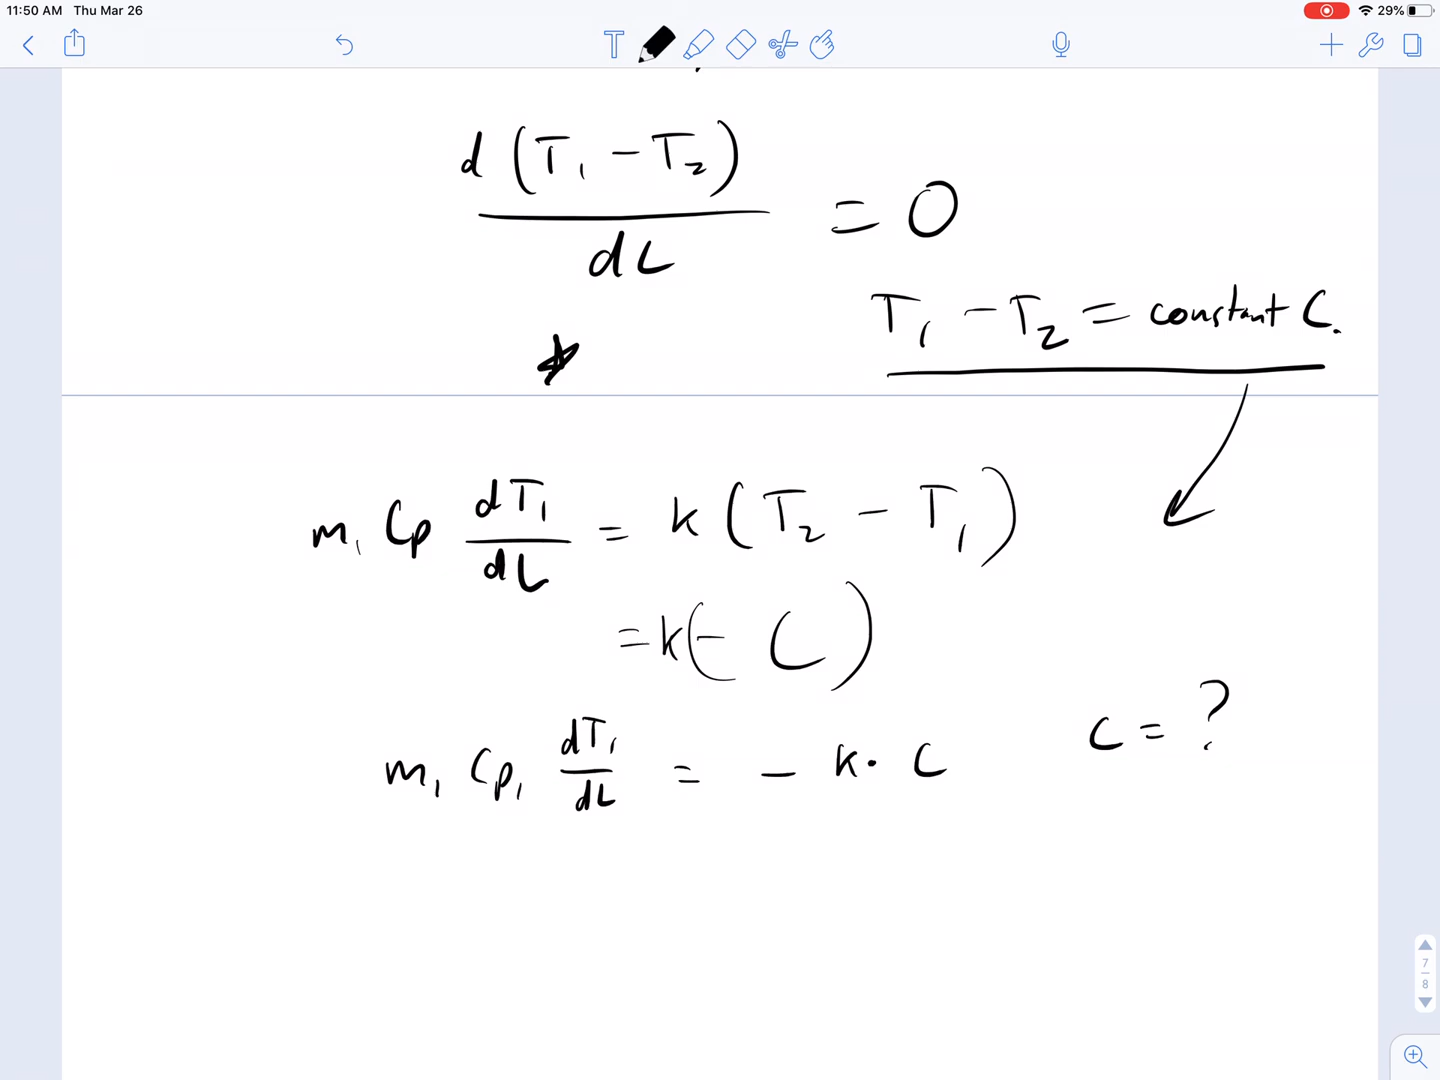 11:50 AM Thu Mar 26
29%
T
d (T₁ - T₂)
dL
= 0
T₁ - T₂ = constant C.
m₁ Cp dT₁/dL = k (T₂ - T₁)
= k(- C)
m₁ Cp₁ dT₁/dL = - k · C
C = ?
7
8